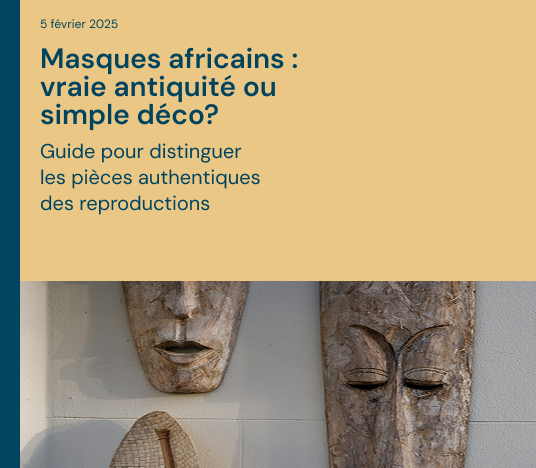 5 février 2025
Masques africains :
vraie antiquité ou
simple déco?
Guide pour distinguer
les pièces authentiques
des reproductions